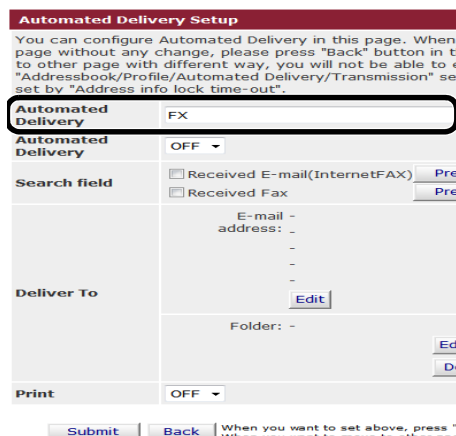 Automated Delivery Setup
You can configure Automated Delivery in this page. When
page without any change, please press "Back" button in t
to other page with different way, you will not be able to e
"Addressbook/Profile/Automated Delivery/Transmission" se
set by "Address info lock time-out".
Automated
Delivery
FX
Automated
Delivery
OFF
Search field
Received E-mail(InternetFAX)
Pre
Received Fax
Pre
E-mail -
address: -
-
-
-
Deliver To
Edit
Folder: -
Ed
De
Print
OFF
Submit
Back
When you want to set above, press "